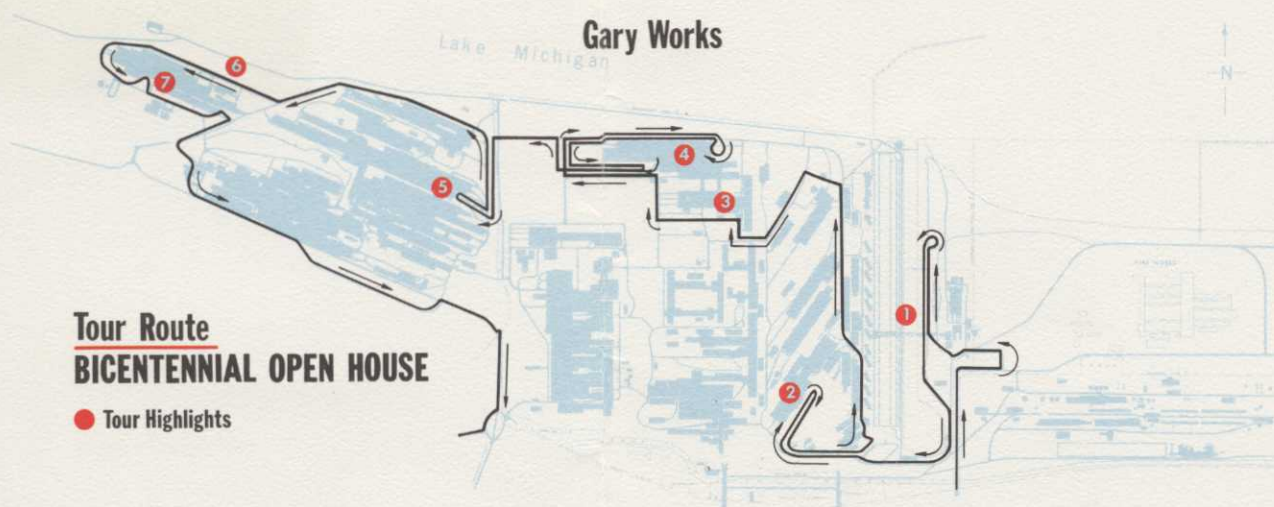 Gary Works
Lake Michigan
N
6
7
4
5
3
1
2
Tour Route
BICENTENNIAL OPEN HOUSE
Tour Highlights